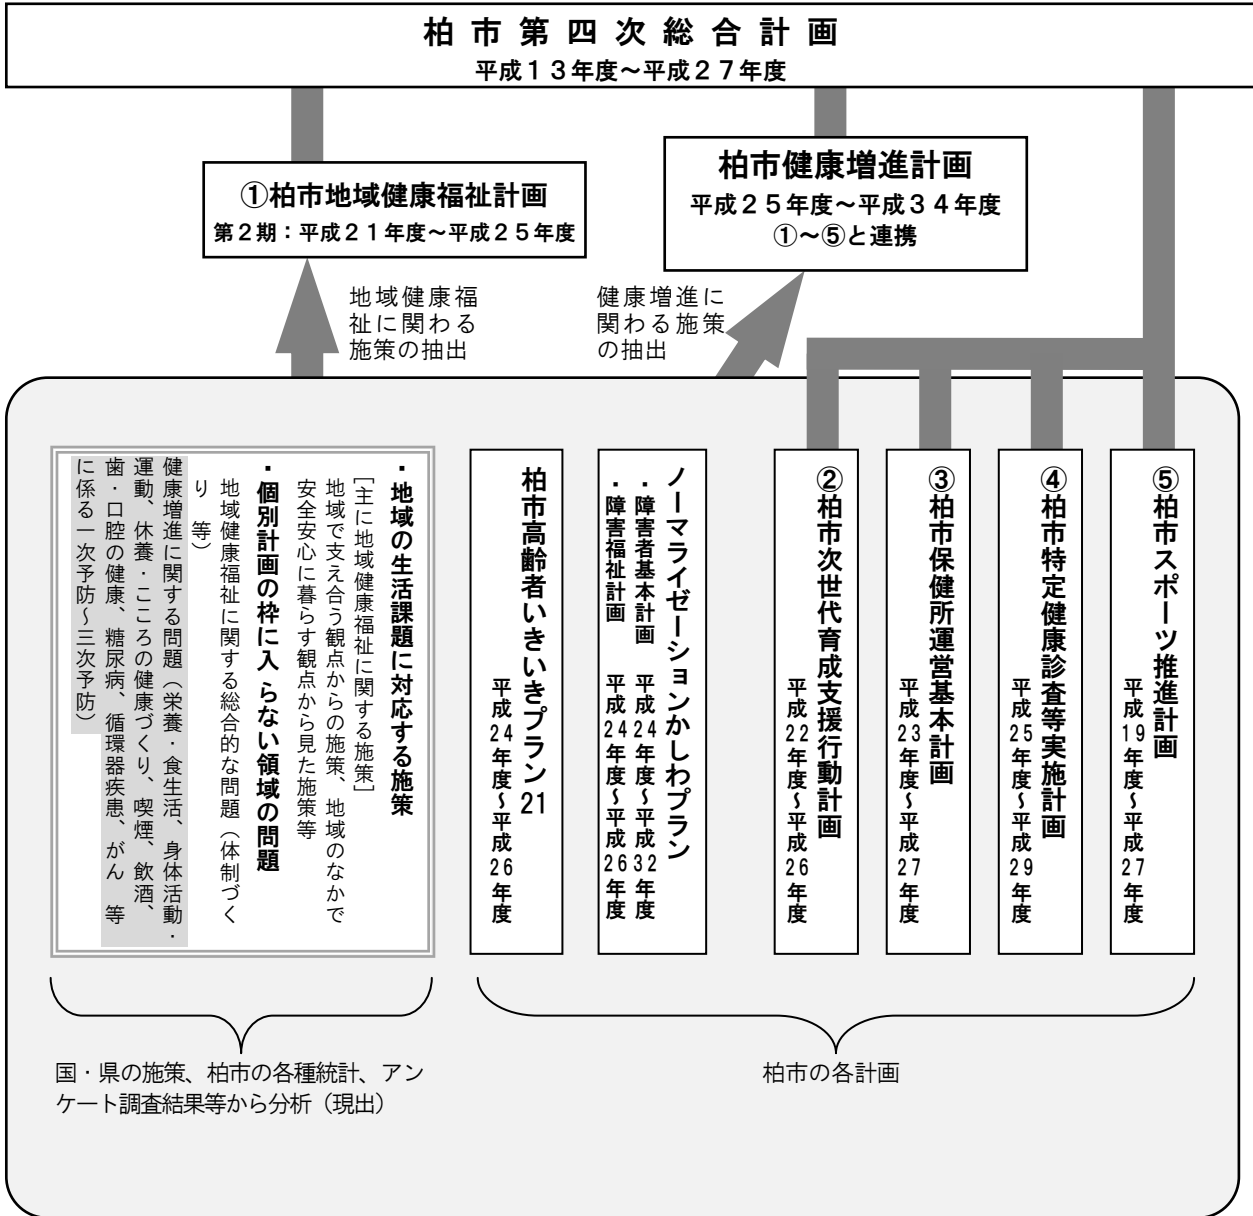 柏市第四次総合計画
平成１３年度～平成２７年度
①柏市地域健康福祉計画
第２期：平成２１年度～平成２５年度
柏市健康増進計画
平成２５年度～平成３４年度
①～⑤と連携
地域健康福
祉に関わる
施策の抽出
健康増進に
関わる施策
の抽出
⑤柏市スポーツ推進計画
平成19年度～平成27年度
④柏市特定健康診査等実施計画
平成25年度～平成29年度
③柏市保健所運営基本計画
平成23年度～平成27年度
②柏市次世代育成支援行動計画
平成22年度～平成26年度
ノーマライゼーションかしわプラン
・障害者基本計画　平成24年度～平成32年度
・障害福祉計画　平成24年度～平成26年度
柏市高齢者いきいきプラン21
平成24年度～平成26年度
・地域の生活課題に対応する施策
［主に地域健康福祉に関する施策］
地域で支え合う観点からの施策、地域のなかで
安全安心に暮らす観点から見た施策等
・個別計画の枠に入 らない領域の問題
地域健康福祉に関する総合的な問題（体制づく
り　等）
健康増進に関する問題（栄養・食生活、身体活動・
運動、休養・こころの健康づくり、喫煙、飲酒、
歯・口腔の健康、糖尿病、循環器疾患、がん　等
に係る一次予防～三次予防）
国・県の施策、柏市の各種統計、アン
ケート調査結果等から分析（現出）
柏市の各計画